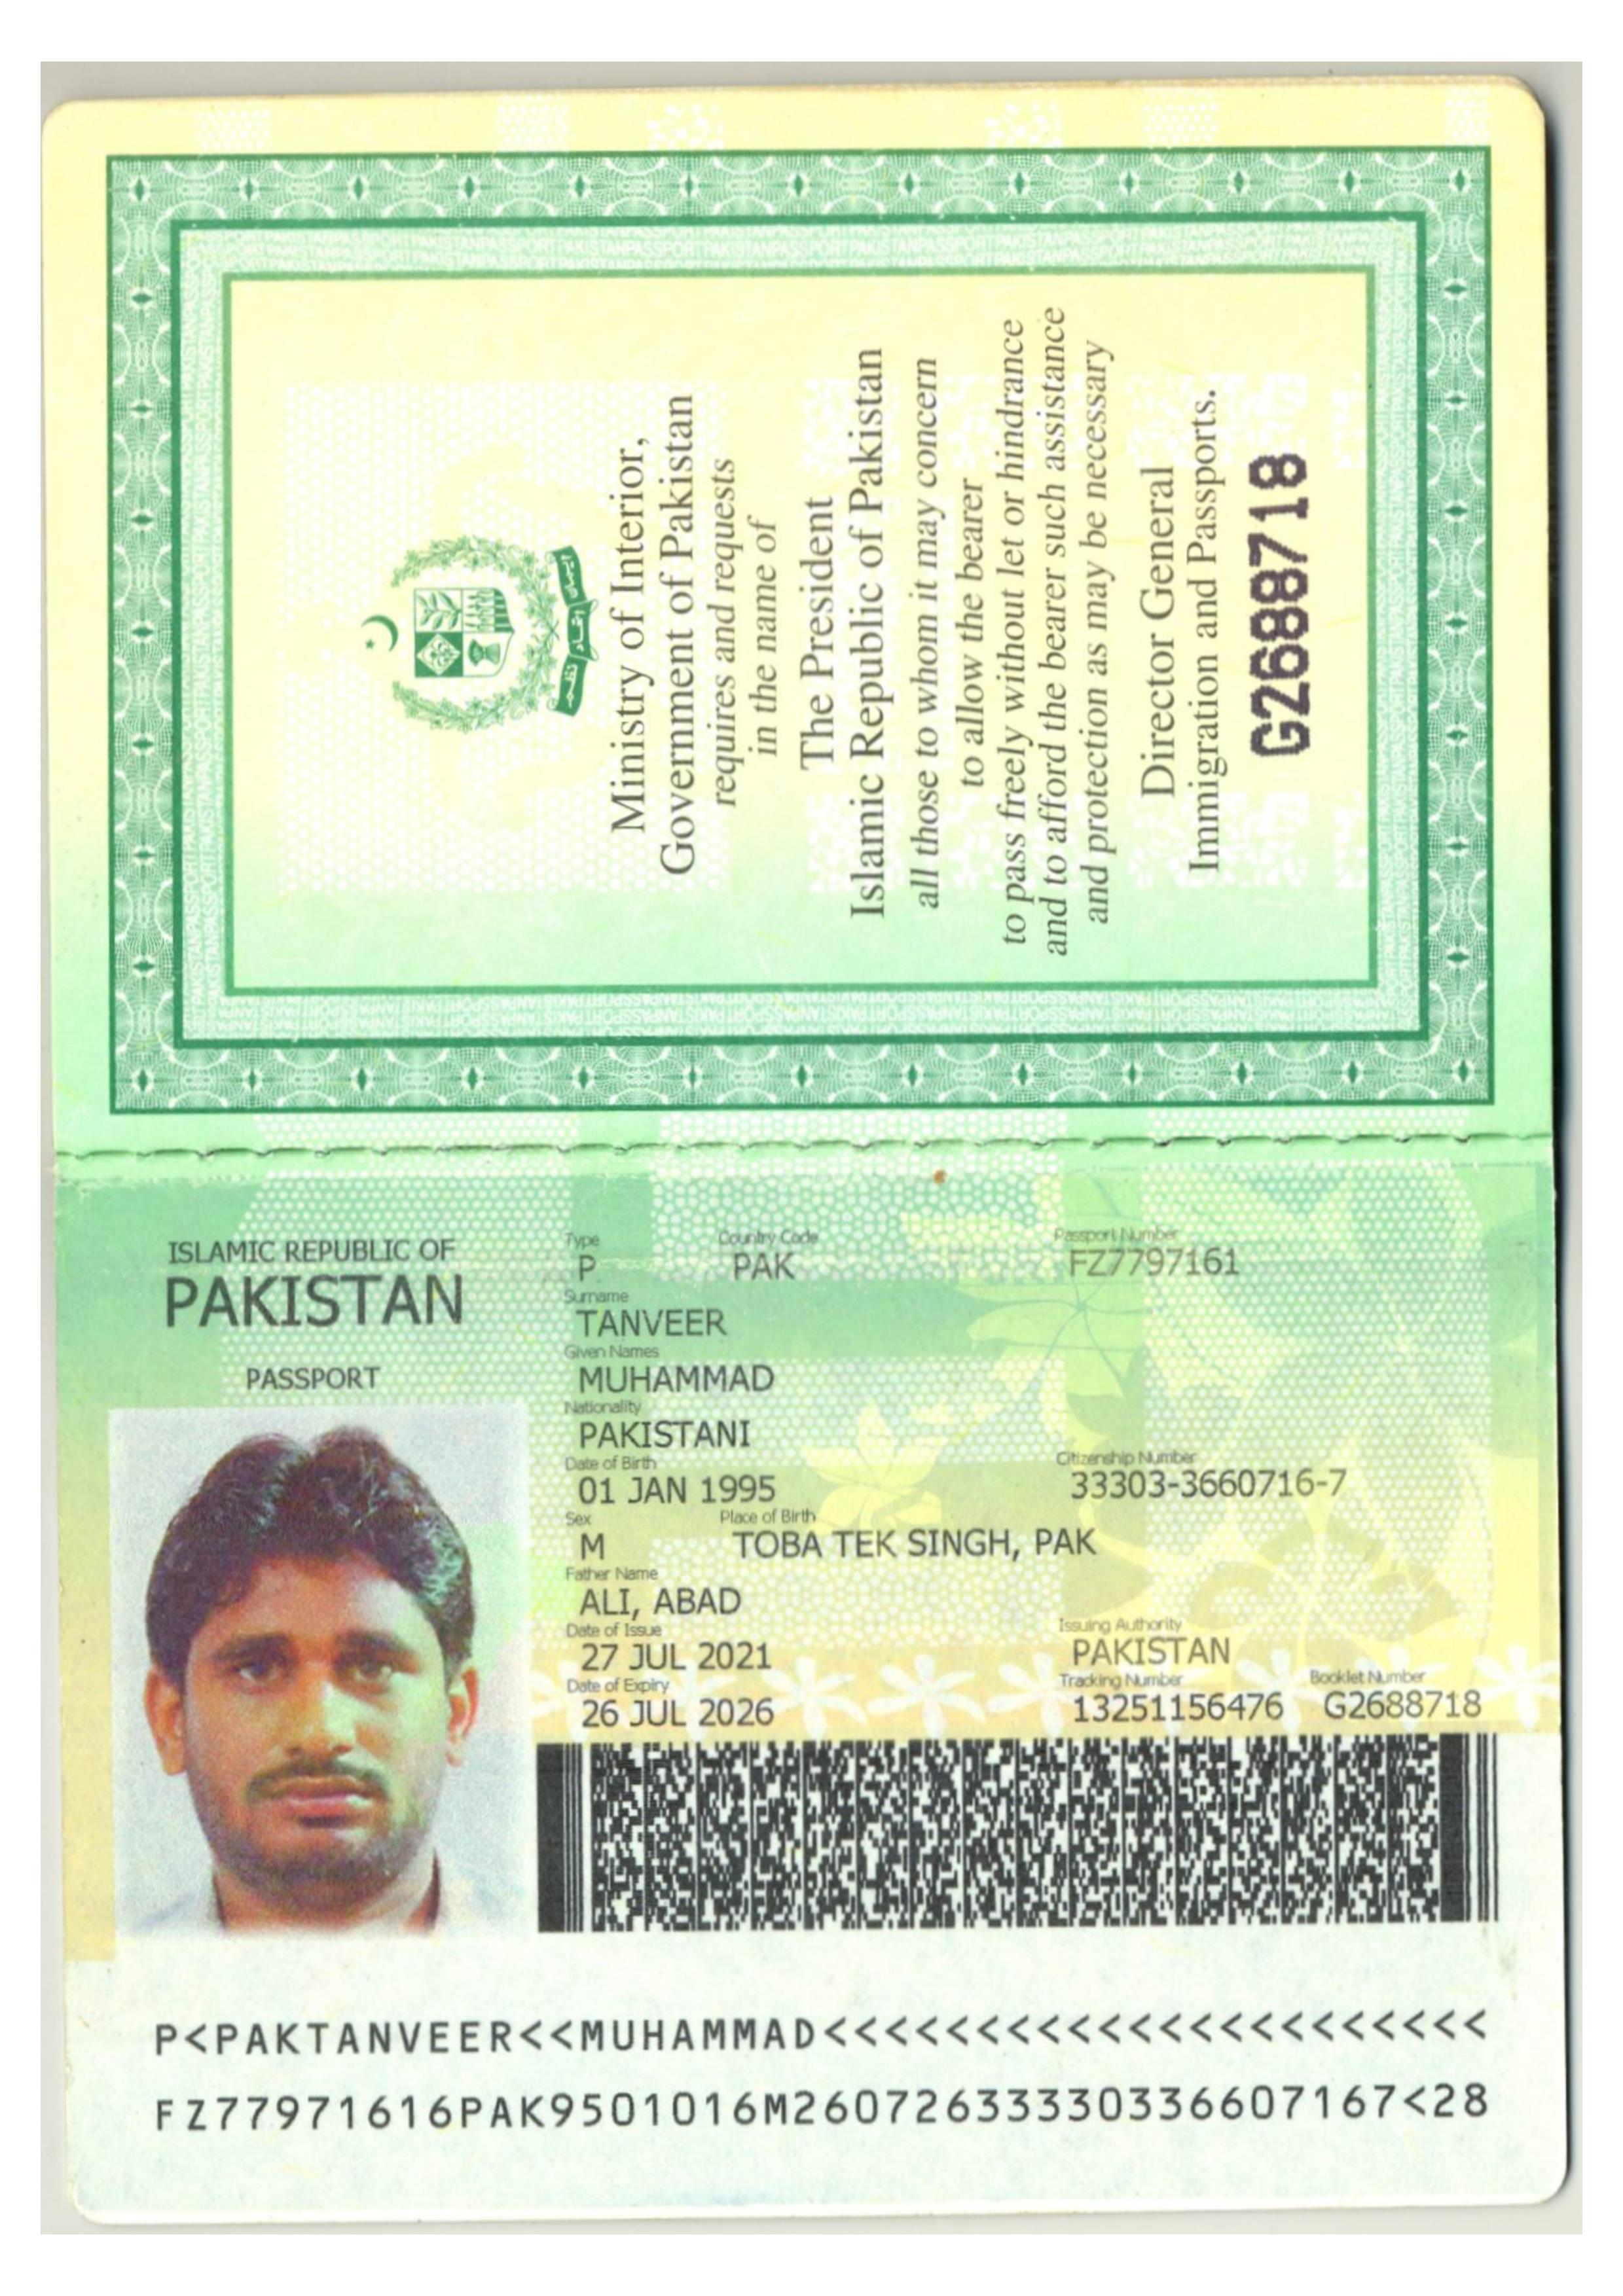 Ministry of Interior,
Government of Pakistan
requires and requests
in the name of
The President
Islamic Republic of Pakistan
all those to whom it may concern
to allow the bearer
to pass freely without let or hindrance
and to afford the bearer such assistance
and protection as may be necessary
Director General
Immigration and Passports.
G2688718
ISLAMIC REPUBLIC OF
PAKISTAN
PASSPORT
Type Country Code Passport Number
P PAK FZ7797161
Surname
TANVEER
Given Names
MUHAMMAD
Nationality
PAKISTANI
Date of Birth Citizenship Number
01 JAN 1995 33303-3660716-7
Sex Place of Birth
M TOBA TEK SINGH, PAK
Father Name
ALI, ABAD
Date of Issue Issuing Authority
27 JUL 2021 PAKISTAN
Date of Expiry Tracking Number Booklet Number
26 JUL 2026 13251156476 G2688718
P<PAKTANVEER<<MUHAMMAD<<<<<<<<<<<<<<<<<<<<<<
FZ77971616PAK9501016M2607263333036607167<28